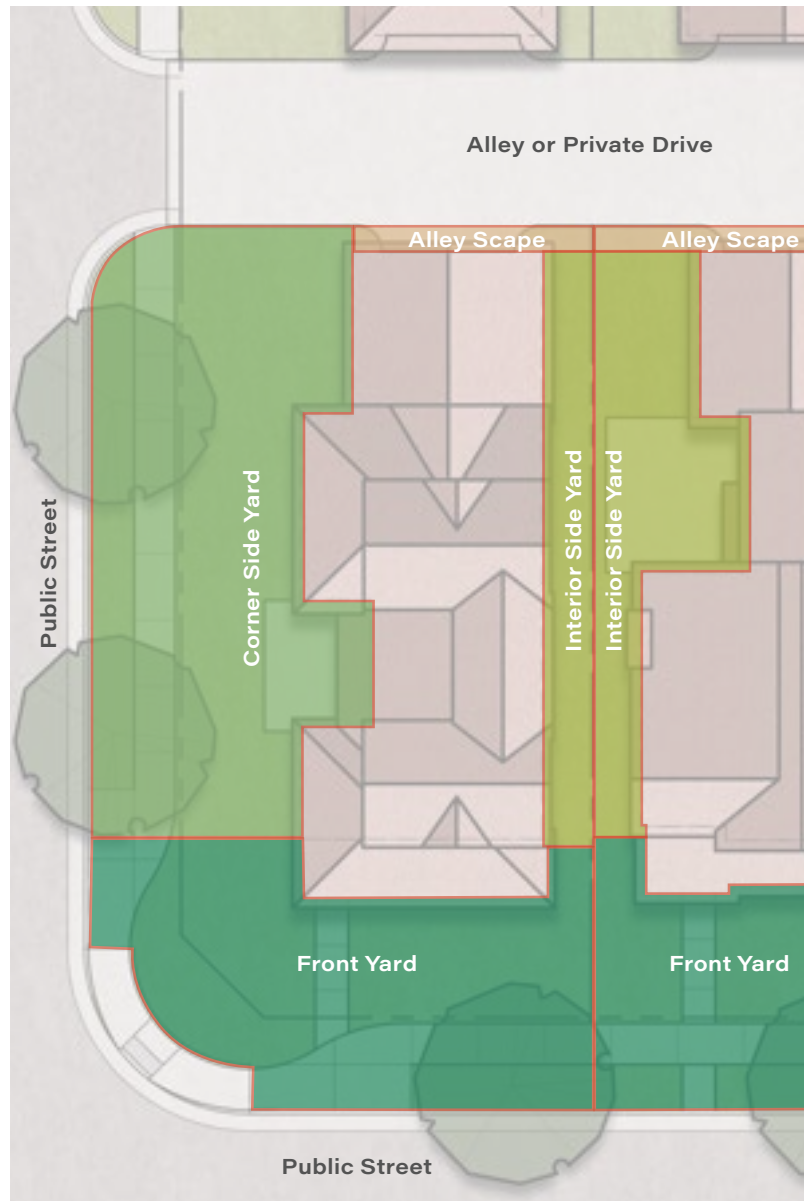 Alley or Private Drive
Alley Scape
Alley Scape
Public Street
Corner Side Yard
Interior Side Yard
Interior Side Yard
Front Yard
Front Yard
Public Street